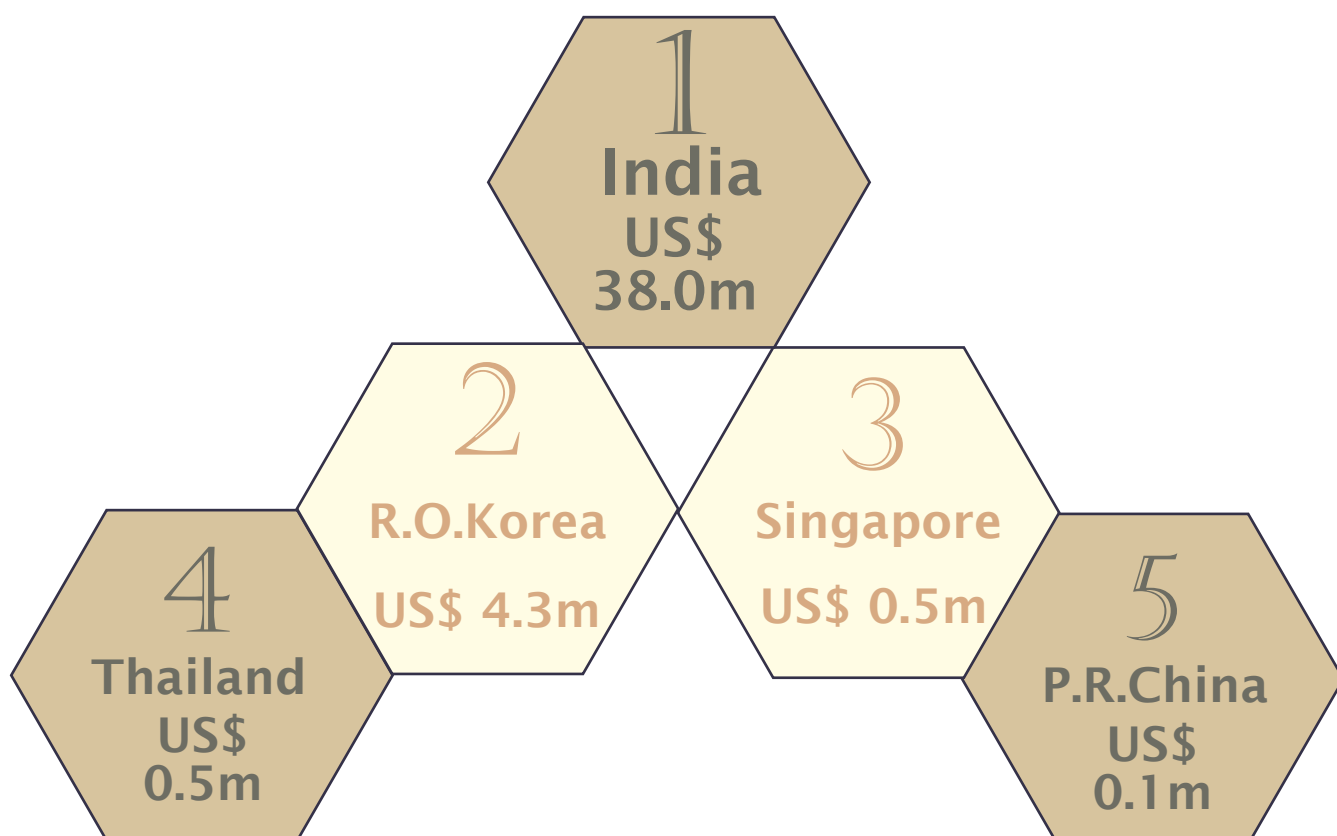 1
India
US$
38.0m
2
R.O.Korea
US$ 4.3m
3
Singapore
US$ 0.5m
4
Thailand
US$
0.5m
5
P.R.China
US$
0.1m